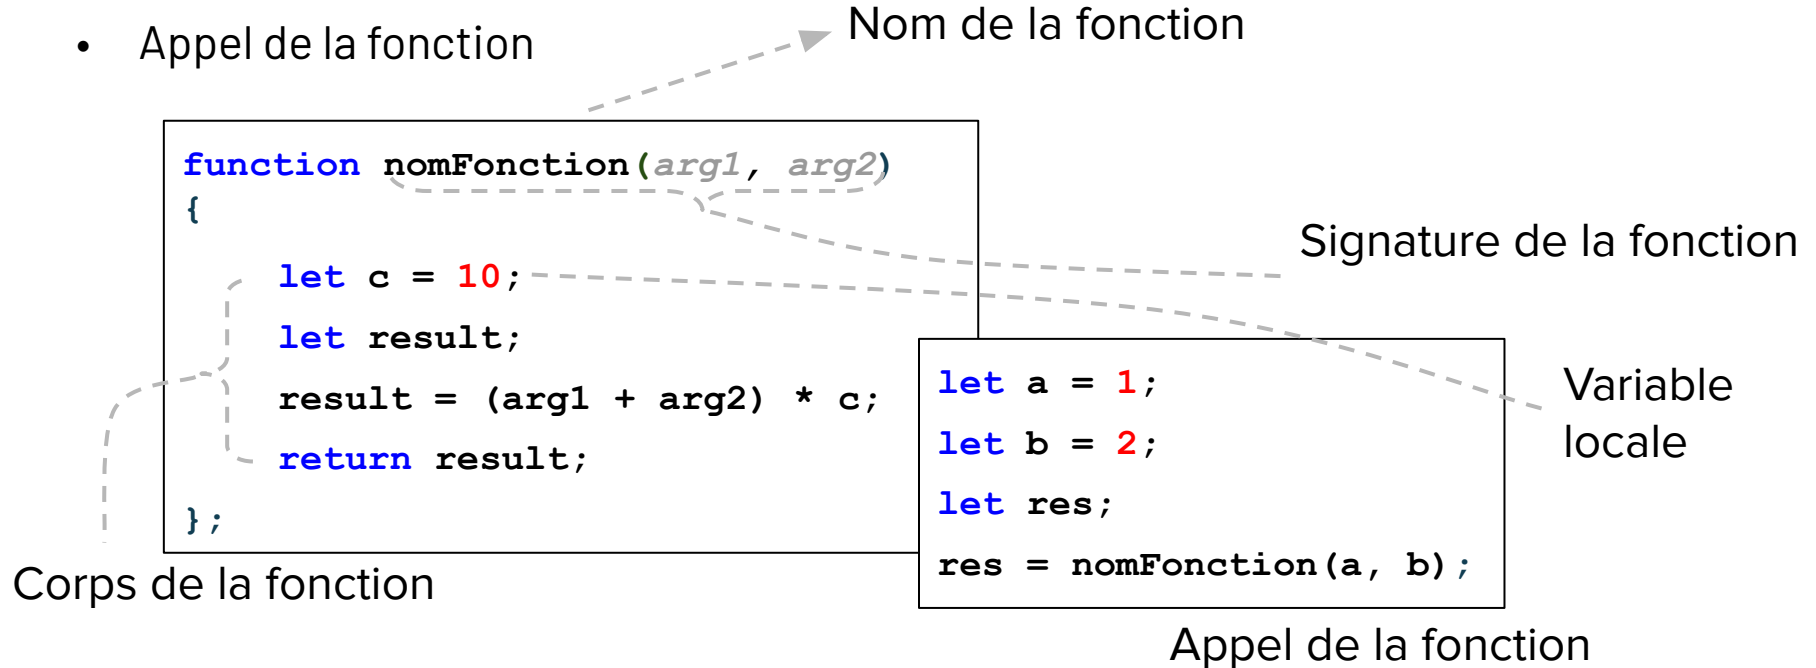 • Appel de la fonction
Nom de la fonction
function nomFonction(arg1, arg2)
{
let c = 10;
let result;
result = (arg1 + arg2) * c;
return result;
};
Corps de la fonction
Signature de la fonction
Variable
locale
let a = 1;
let b = 2;
let res;
res = nomFonction(a, b);
Appel de la fonction